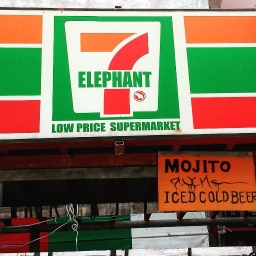 7
ELEPHANT
LOW PRICE SUPERMARKET
MOJITO
ICED COLD BEER